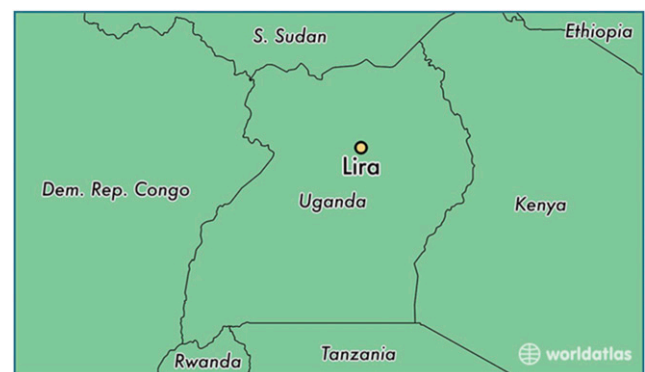 S. Sudan
Ethiopia
Lira
Dem. Rep. Congo
Uganda
Kenya
Rwanda
Tanzania
worldatlas